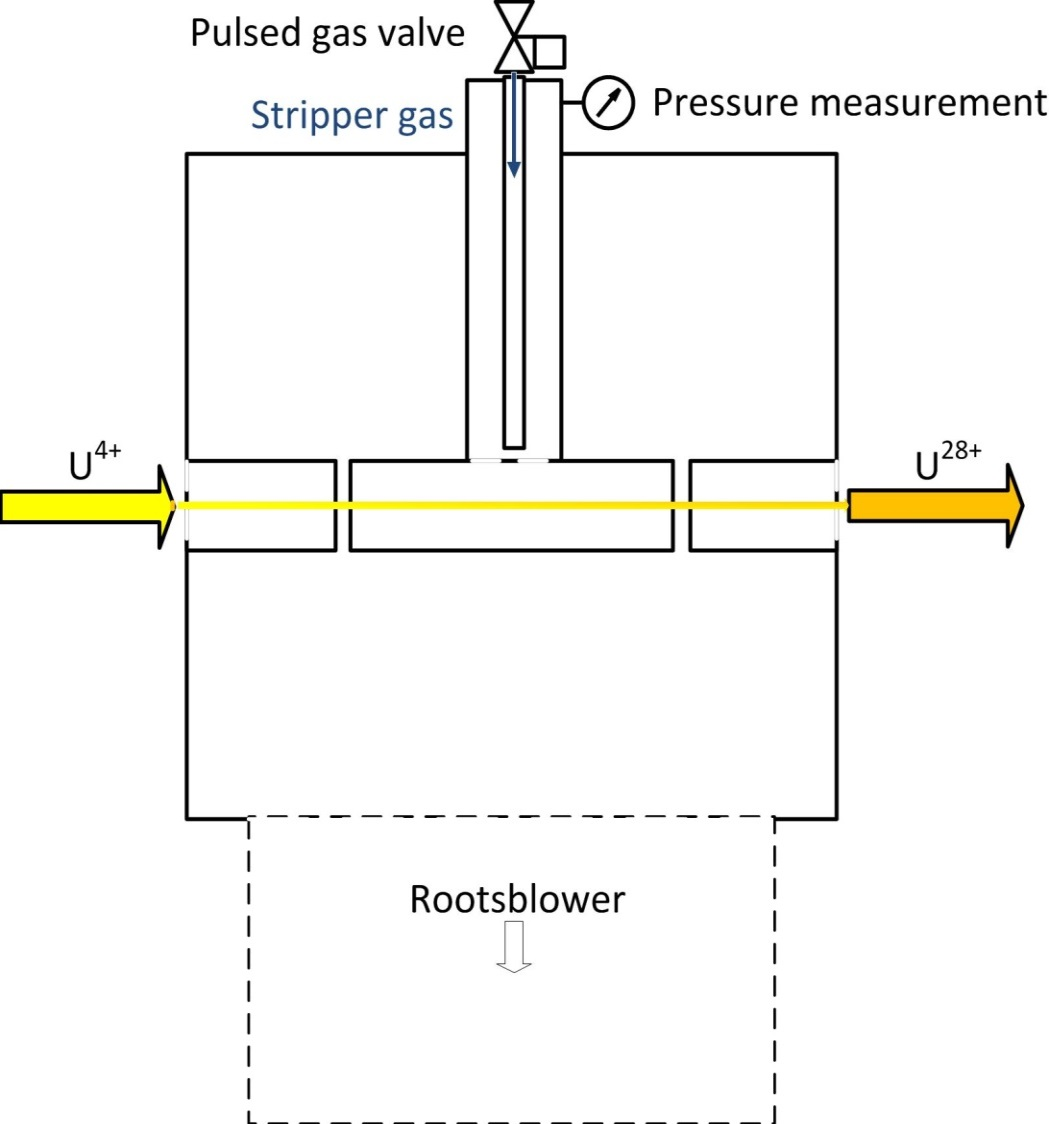 Pulsed gas valve
Stripper gas
Pressure measurement
U⁴⁺
U²⁸⁺
Rootsblower